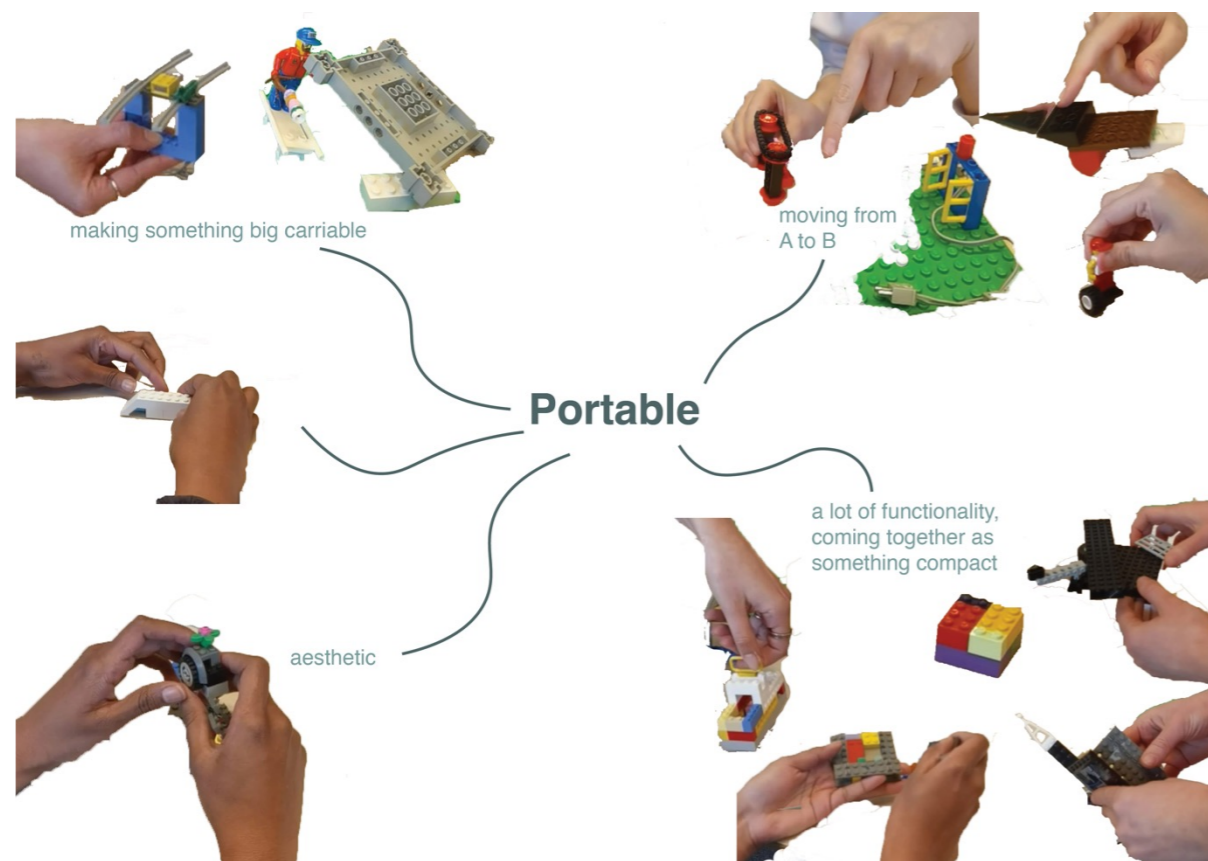 making something big carriable
moving from
A to B
Portable
a lot of functionality,
coming together as
something compact
aesthetic